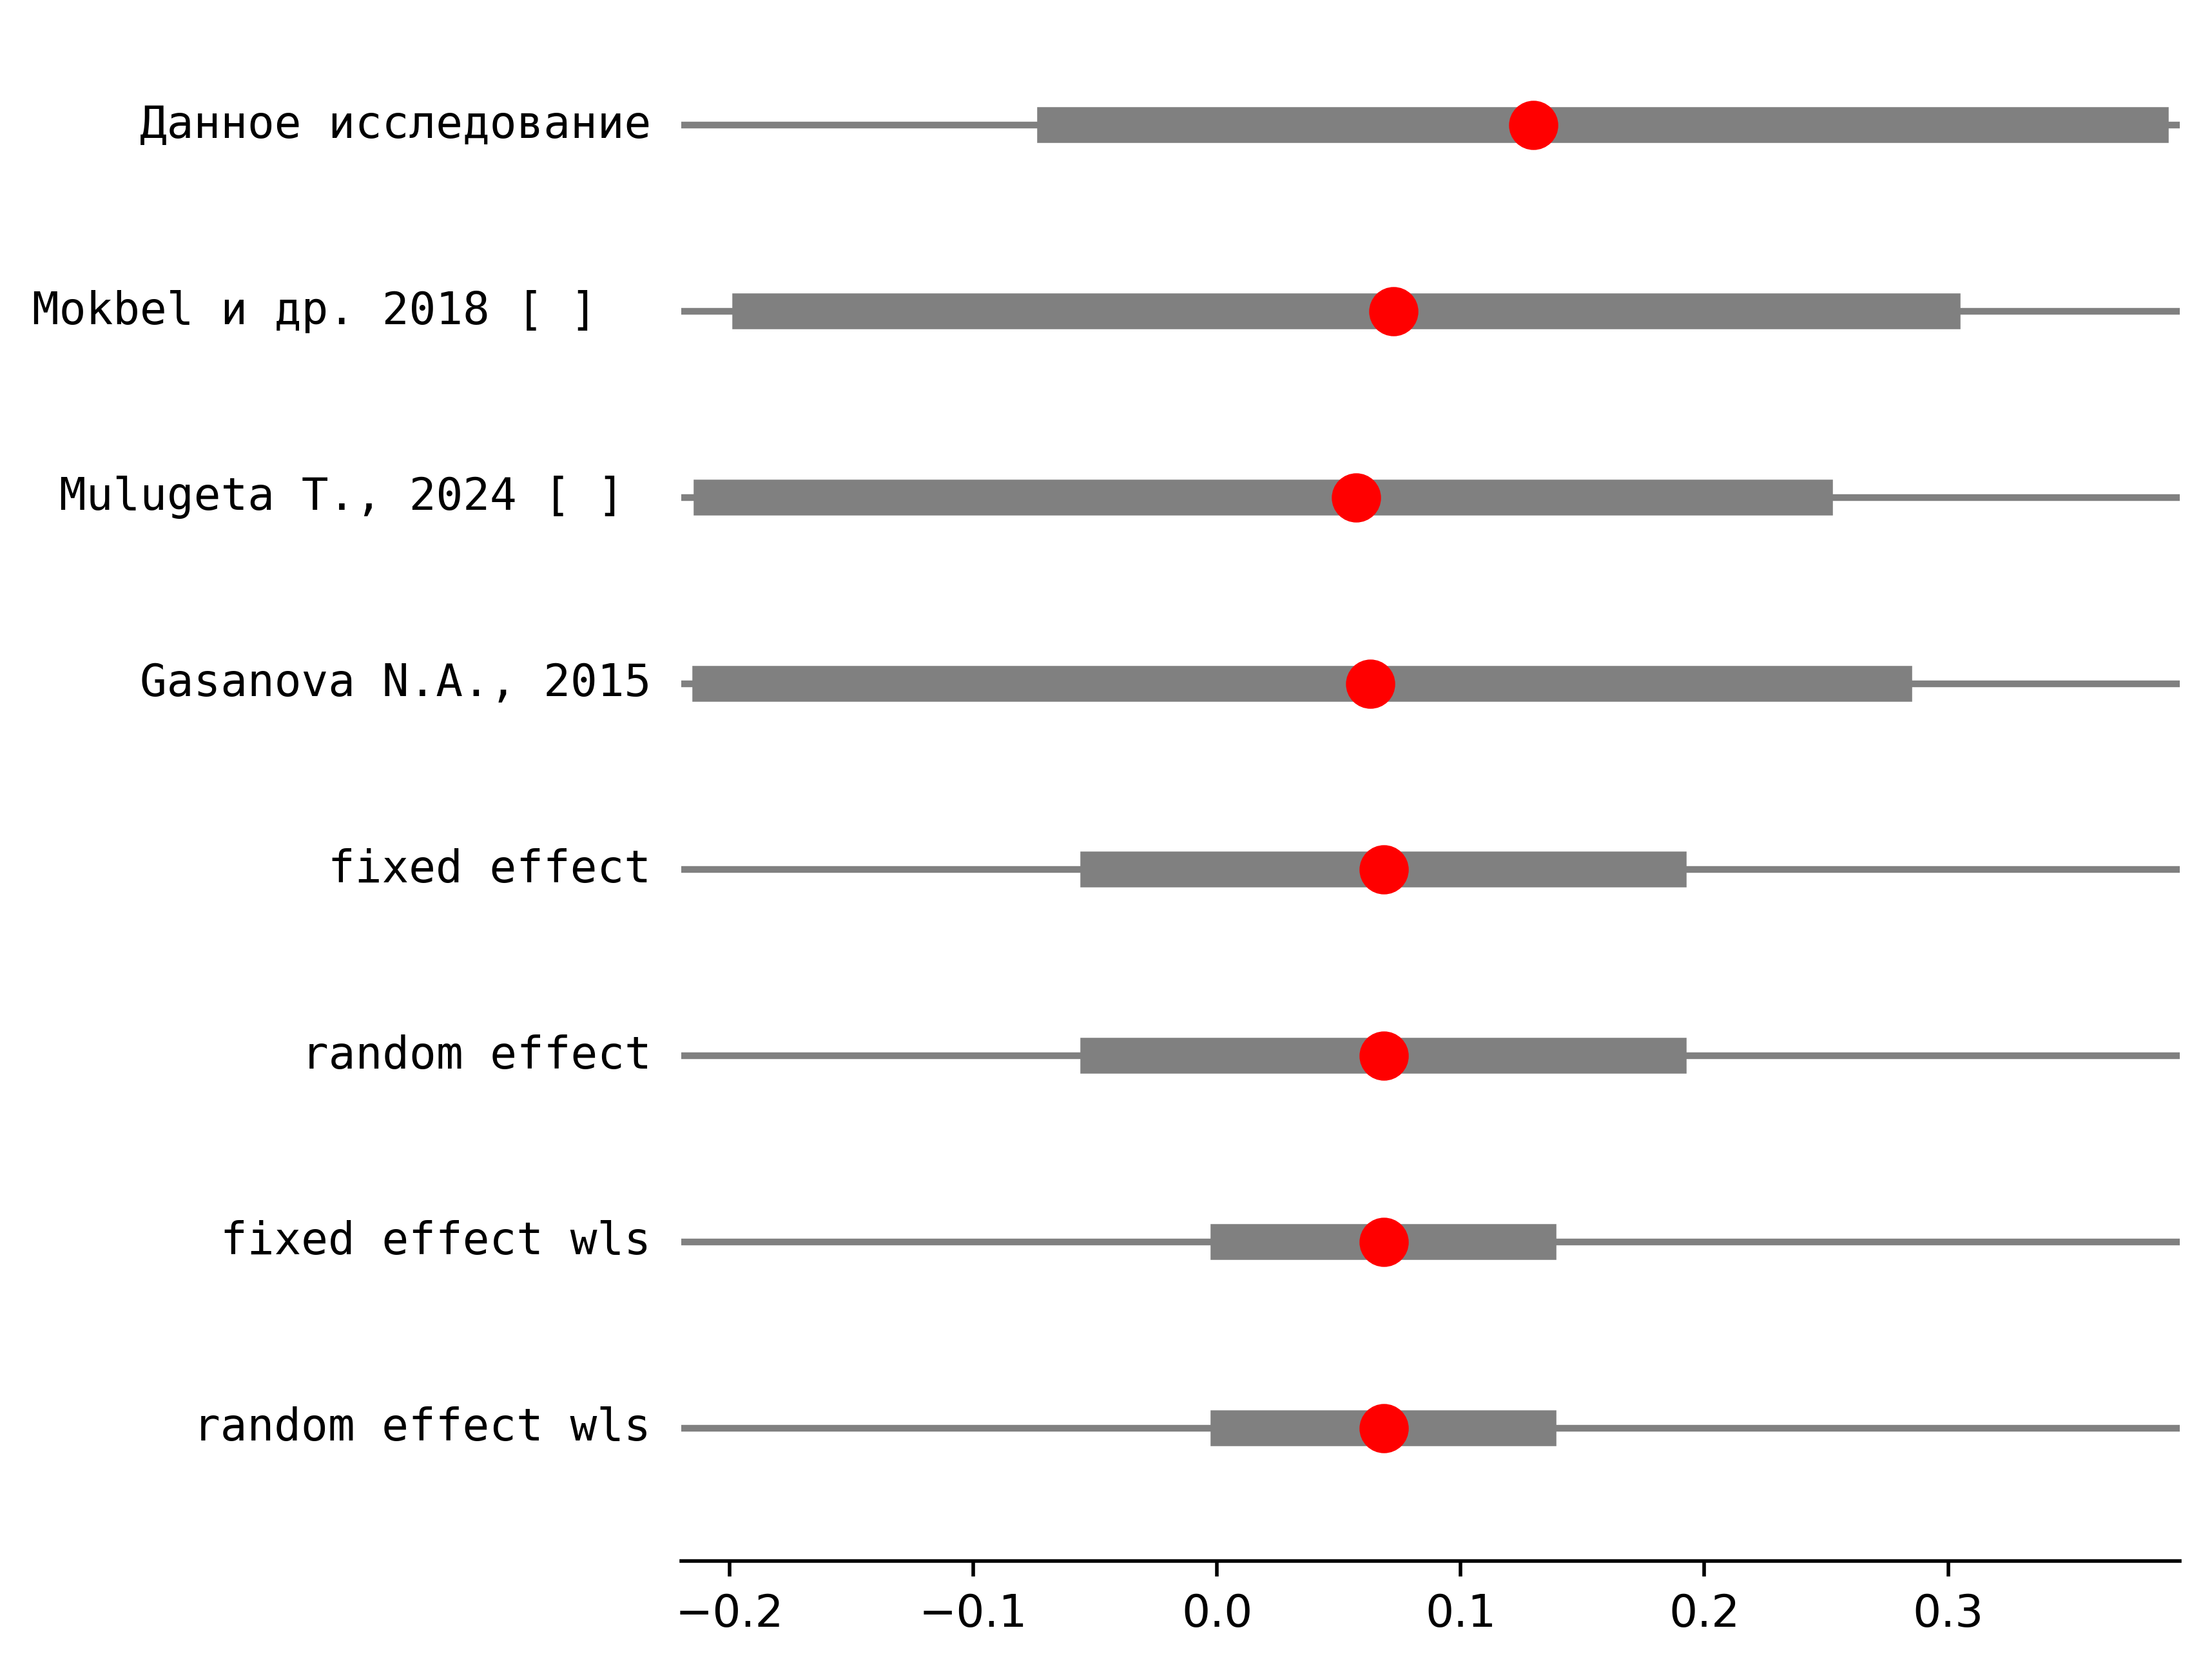 Данное исследование
Mokbel и др. 2018 [ ]
Mulugeta T., 2024 [ ]
Gasanova N.A., 2015
fixed effect
random effect
fixed effect wls
random effect wls
−0.2 −0.1 0.0 0.1 0.2 0.3